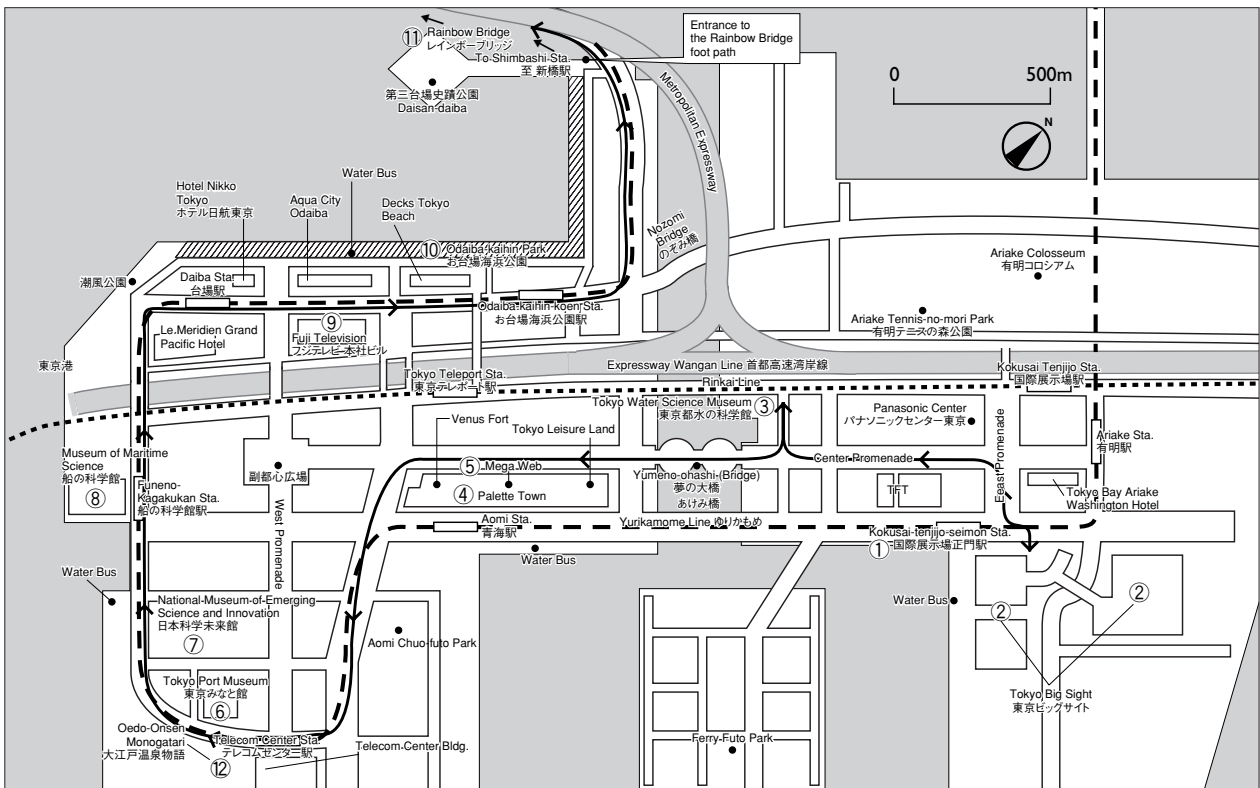 ⑪
Rainbow Bridge
レインボーブリッジ
To Shimbashi Sta.
至 新橋駅
Entrance to
the Rainbow Bridge
foot path
第三台場史蹟公園
Daisan-daiba
Metropolitan Expressway
0 500m
N
Water Bus
Hotel Nikko
Tokyo
ホテル日航東京
Aqua City
Odaiba
Decks Tokyo
Beach
⑩ Odaiba-kaihin Park
お台場海浜公園
Nozomi
Bridge
のぞみ橋
潮風公園
Daiba Sta.
台場駅
Odaiba-kaihin-koen Sta.
お台場海浜公園駅
Ariake Colosseum
有明コロシアム
Ariake Tennis-no-mori Park
有明テニスの森公園
Le.Meridien Grand
Pacific Hotel
⑨
Fuji Television
フジテレビ本社ビル
東京港
Expressway Wangan Line 首都高速湾岸線
Rinkai Line
Tokyo Teleport Sta.
東京テレポート駅
Kokusai Tenjijo Sta.
国際展示場駅
Tokyo Water Science Museum
東京都水の科学館
③
Panasonic Center
パナソニックセンター東京
Venus Fort
Tokyo Leisure Land
Ariake Sta.
有明駅
Museum of Maritime
Science
船の科学館
⑧
副都心広場
⑤ Mega Web
④ Palette Town
Yumeno-ohashi (Bridge)
夢の大橋
あけみ橋
Center Promenade
Eeast Promenade
TFT
Tokyo Bay Ariake
Washington Hotel
Funeno-
Kagakukan Sta.
船の科学館駅
West Promenade
Aomi Sta.
青海駅
Yurikamome Line ゆりかもめ
Kokusai-tenjijo-seimon Sta.
① 国際展示場正門駅
Water Bus
Water Bus
Water Bus
National-Museum-of-Emerging
Science and Innovation
日本科学未来館
⑦
Aomi Chuo-futo Park
②
②
Tokyo Port Museum
東京みなと館
⑥
Tokyo Big Sight
東京ビッグサイト
Oedo-Onsen
Monogatari
大江戸温泉物語
⑫
Telecom Center Sta.
テレコムセンター駅
Telecom Center Bldg.
Ferry Futo Park